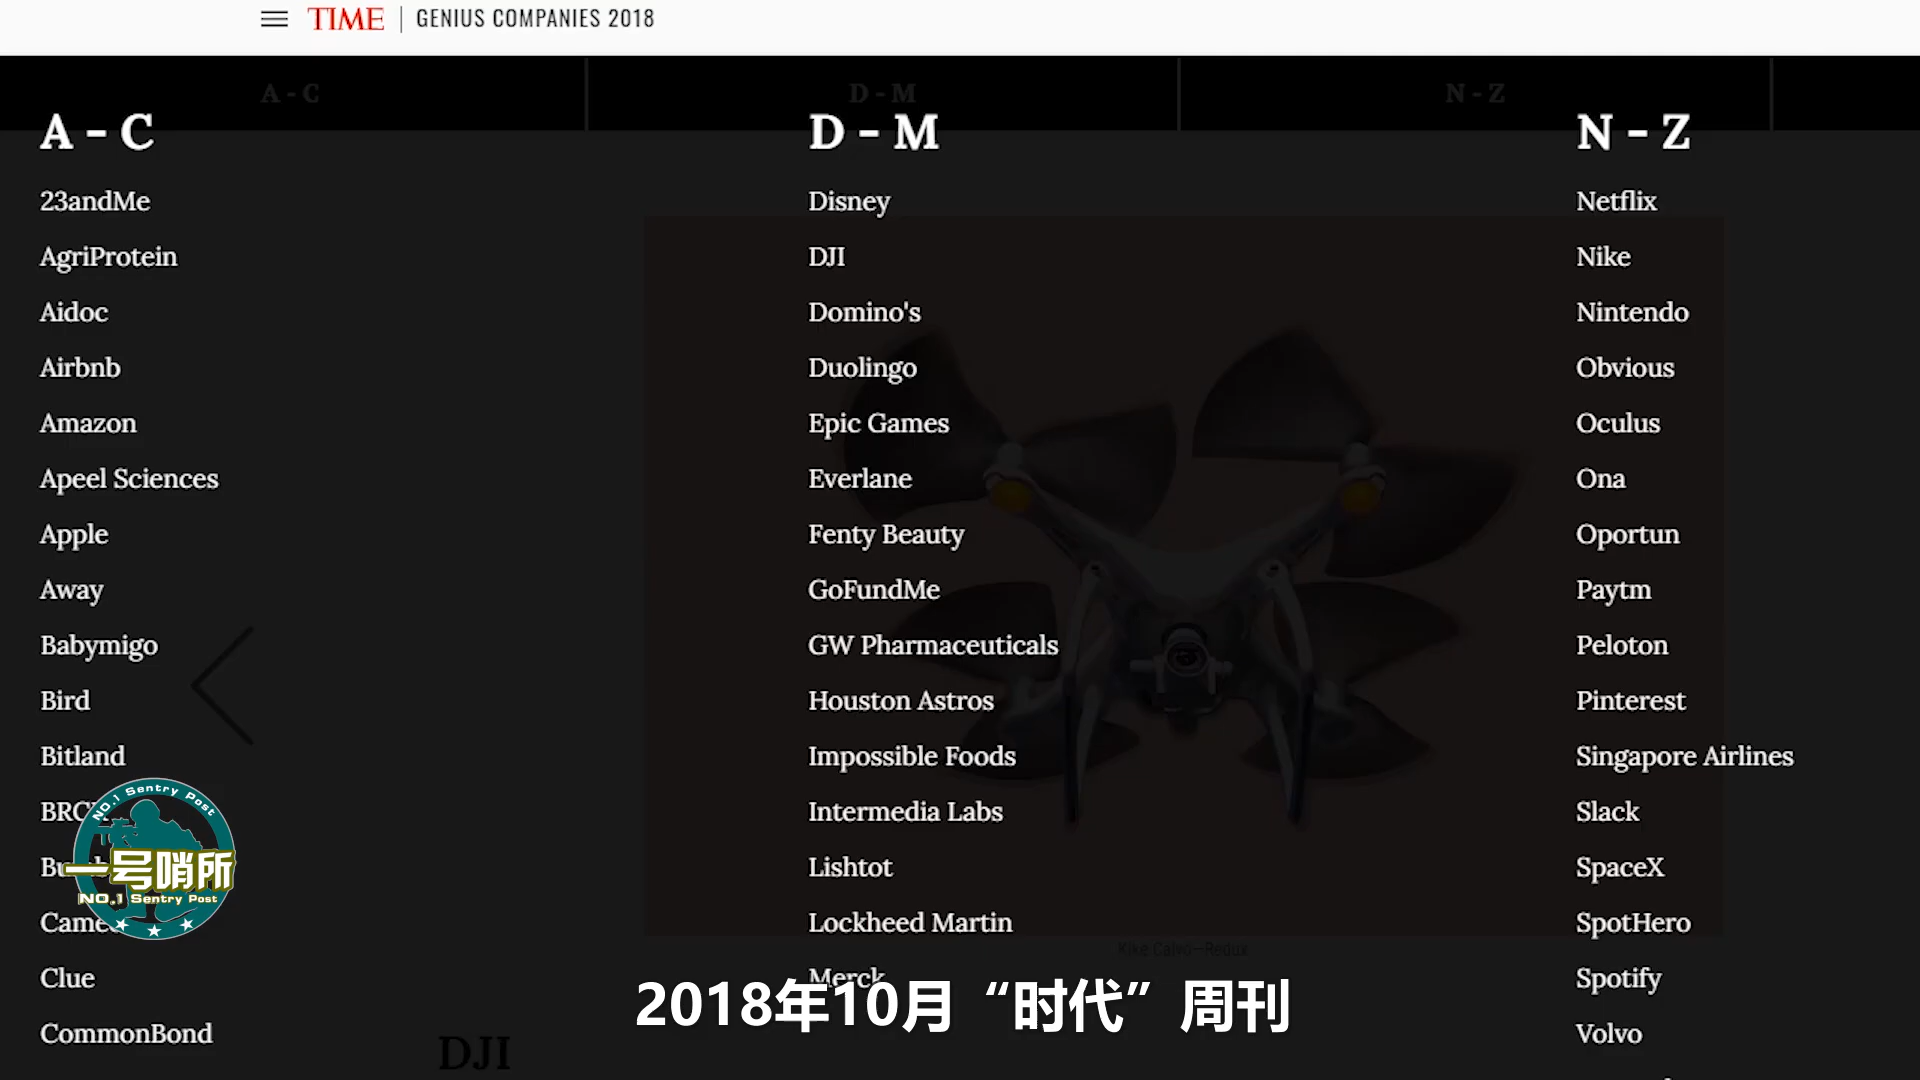 TIME | GENIUS COMPANIES 2018
A - C
D - M
N - Z
A - C
23andMe
AgriProtein
Aidoc
Airbnb
Amazon
Apeel Sciences
Apple
Away
Babymigo
Bird
Bitland
Clue
CommonBond
D - M
Disney
DJI
Domino's
Duolingo
Epic Games
Everlane
Fenty Beauty
GoFundMe
GW Pharmaceuticals
Houston Astros
Impossible Foods
Intermedia Labs
Lishtot
Lockheed Martin
Merck
N - Z
Netflix
Nike
Nintendo
Obvious
Oculus
Ona
Oportun
Paytm
Peloton
Pinterest
Singapore Airlines
Slack
SpaceX
SpotHero
Spotify
Volvo
NO.1 Sentry Post
一号哨所
NO.1 Sentry Post
Kike Calvo—Redux
DJI
2018年10月“时代”周刊